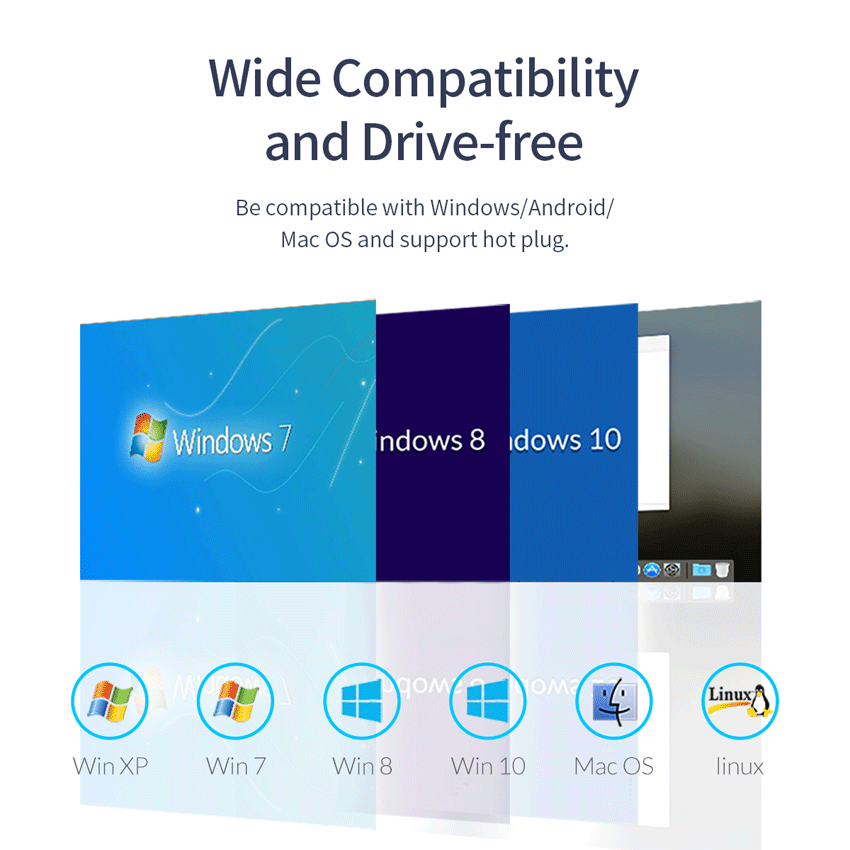 Wide Compatibility
and Drive-free
Be compatible with Windows/Android/
Mac OS and support hot plug.
Windows 7
indows 8
dows 10
Linux
Win XP
Win 7
Win 8
Win 10
Mac OS
linux